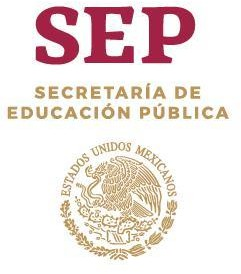 SEP
SECRETARÍA DE
EDUCACIÓN PÚBLICA
ESTADOS UNIDOS MEXICANOS